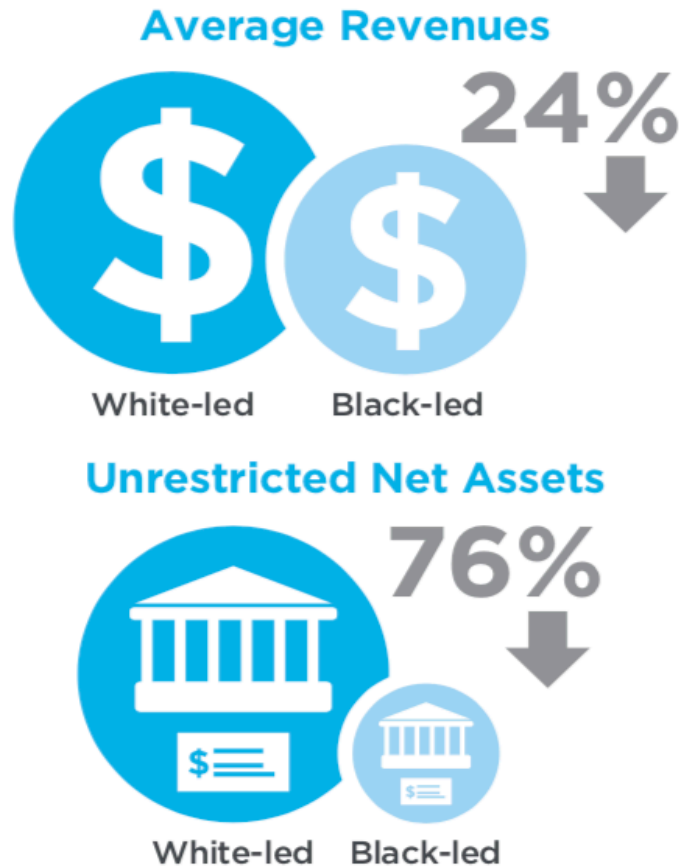 Average Revenues
24%
$ $
White-led Black-led
Unrestricted Net Assets
76%
$ $
White-led Black-led